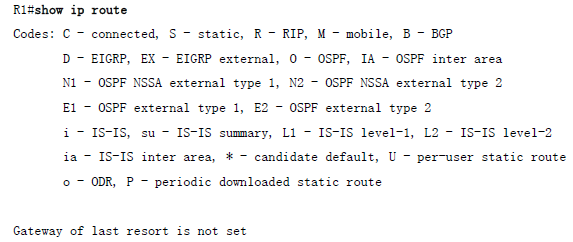 R1#show ip route
Codes: C - connected, S - static, R - RIP, M - mobile, B - BGP
D - EIGRP, EX - EIGRP external, O - OSPF, IA - OSPF inter area
N1 - OSPF NSSA external type 1, N2 - OSPF NSSA external type 2
E1 - OSPF external type 1, E2 - OSPF external type 2
i - IS-IS, su - IS-IS summary, L1 - IS-IS level-1, L2 - IS-IS level-2
ia - IS-IS inter area, * - candidate default, U - per-user static route
o - ODR, P - periodic downloaded static route
Gateway of last resort is not set